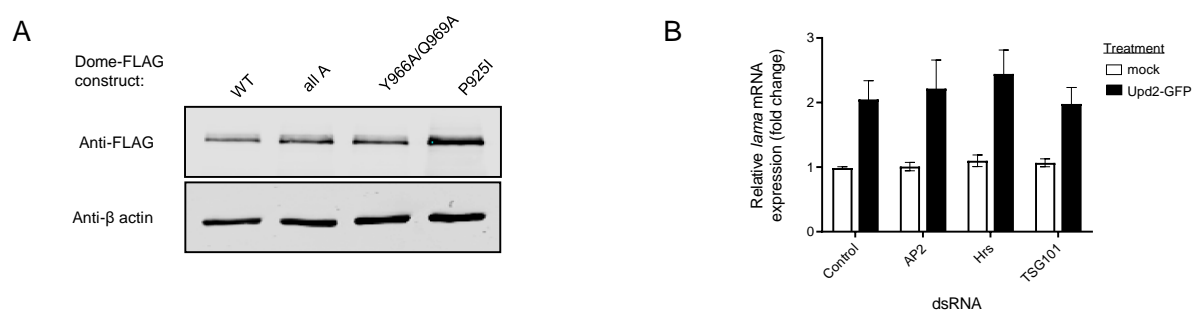 A
Dome-FLAG
construct:
WT
all A
Y966A/Q969A
P925I
Anti-FLAG
Anti-β actin
B
Relative lama mRNA
expression (fold change)
3
2
1
0
Control
AP2
Hrs
TSG101
dsRNA
Treatment
mock
Upd2-GFP